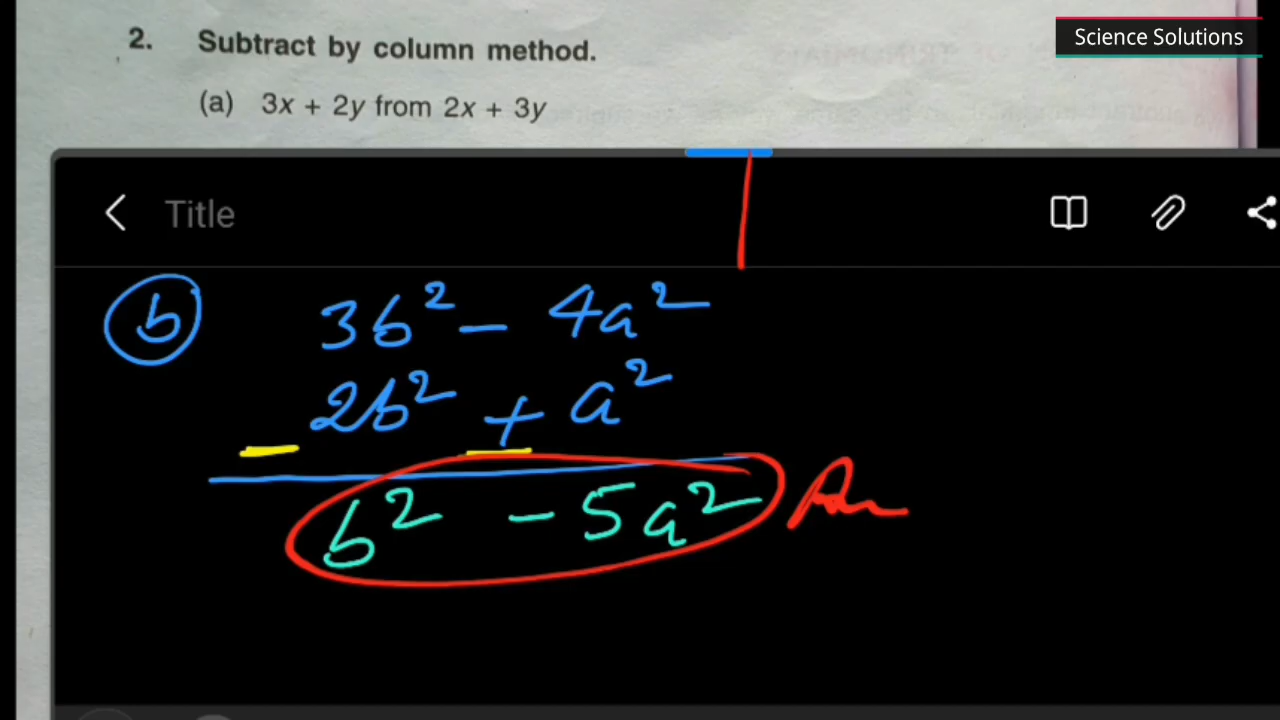 Science Solutions
2. Subtract by column method.
(a) 3x + 2y from 2x + 3y
Title
b 3b² - 4a²
2b² + a²
b² - 5a² An